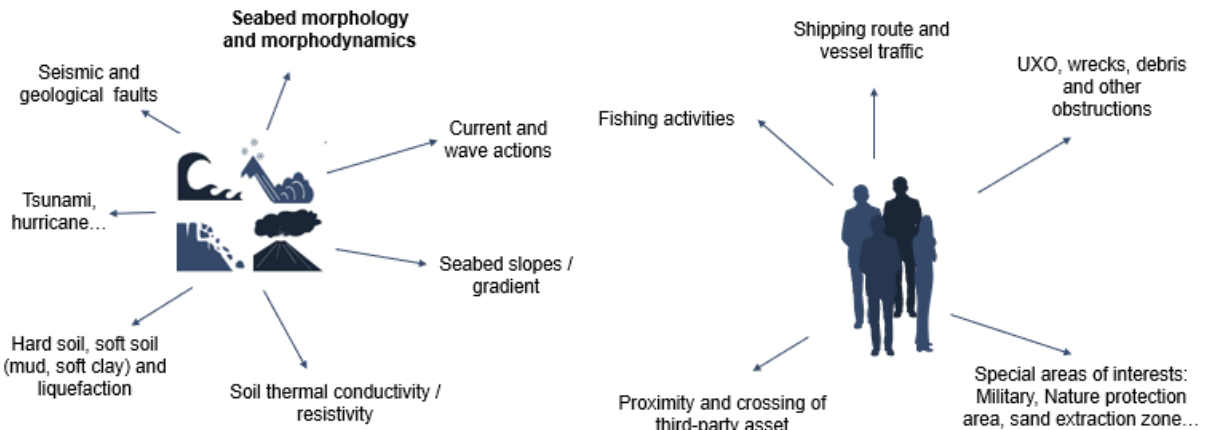 Seabed morphology
and morphodynamics
Seismic and
geological faults
Current and
wave actions
Tsunami,
hurricane…
Seabed slopes /
gradient
Hard soil, soft soil
(mud, soft clay) and
liquefaction
Soil thermal conductivity /
resistivity
Shipping route and
vessel traffic
UXO, wrecks, debris
and other
obstructions
Fishing activities
Proximity and crossing of
third-party asset
Special areas of interests:
Military, Nature protection
area, sand extraction zone…